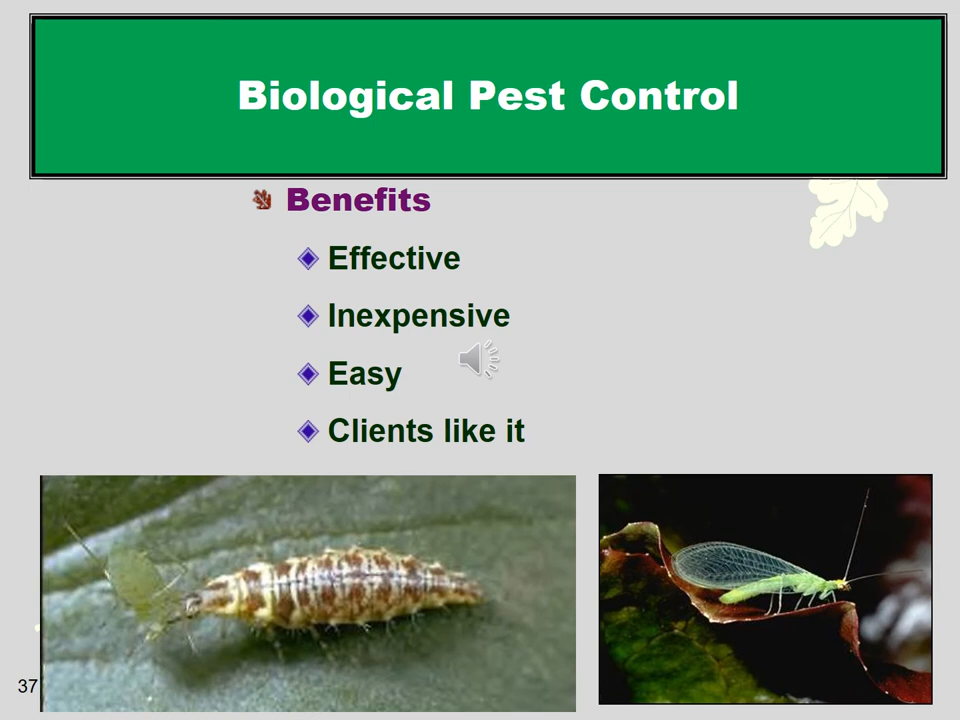 Biological Pest Control
Benefits
Effective
Inexpensive
Easy
Clients like it
37